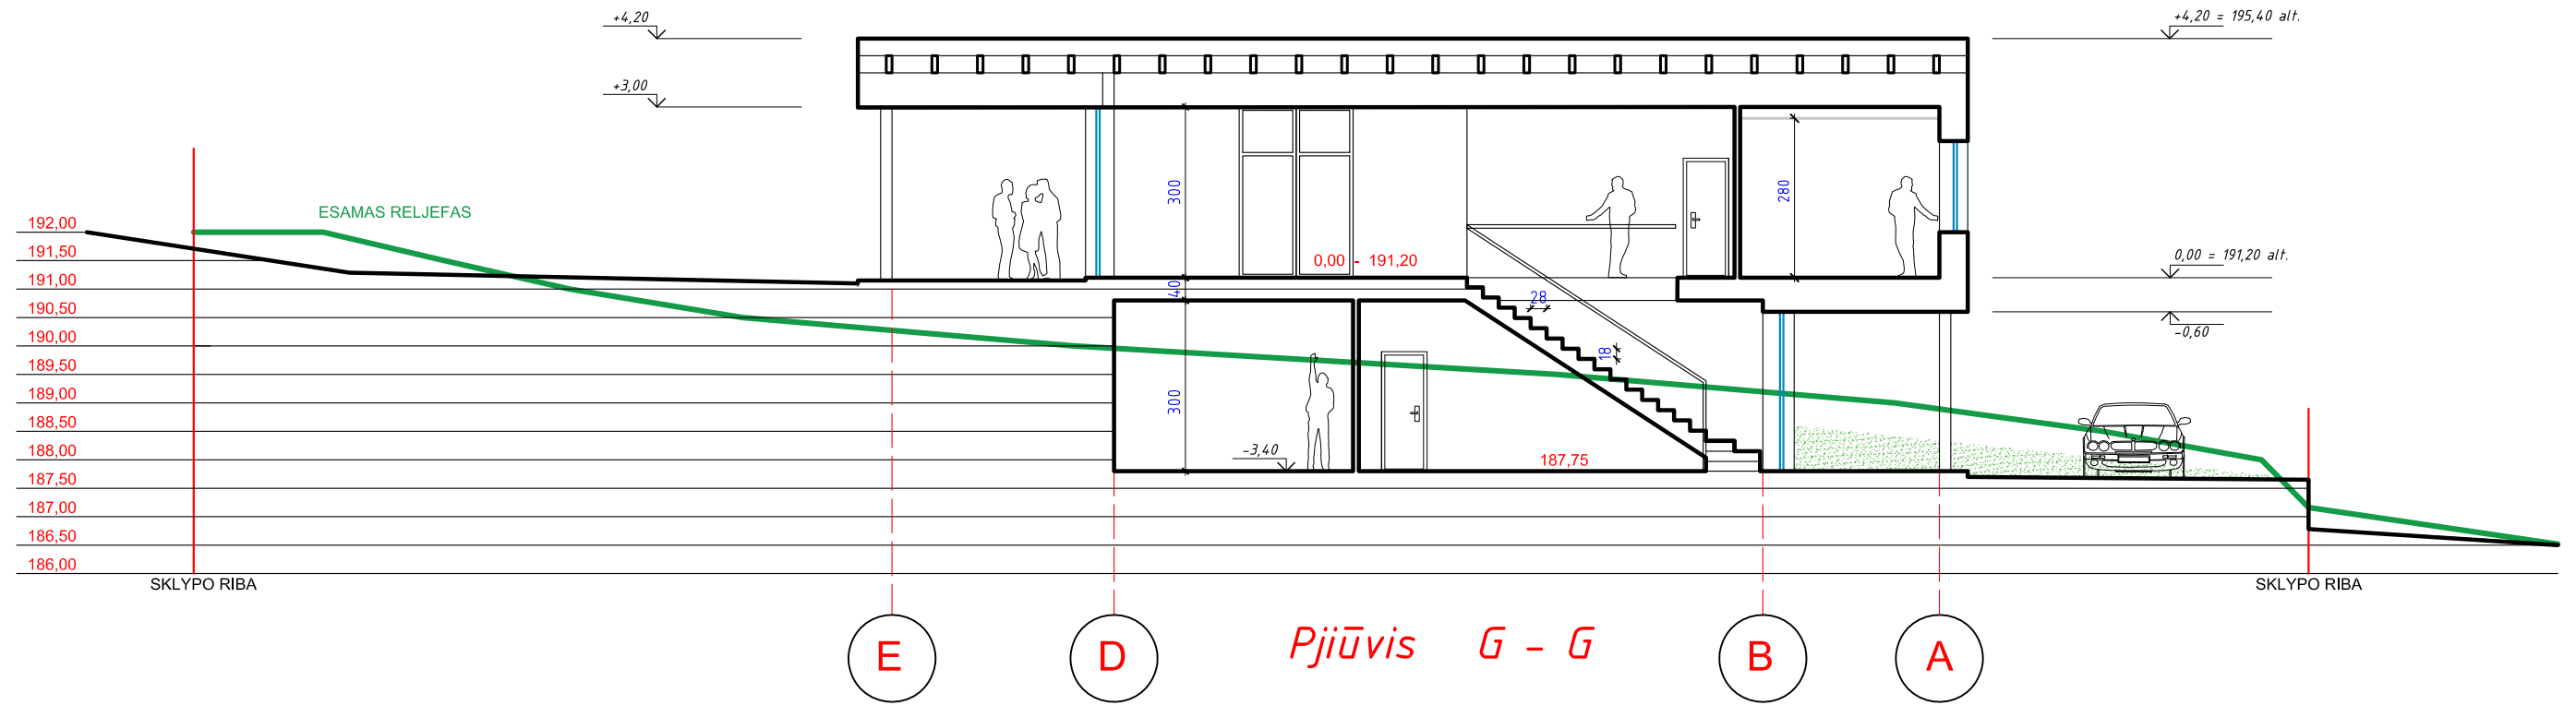 +4,20
+4,20 = 195,40 alt.
+3,00
ESAMAS RELJEFAS
300
280
192,00
191,50
191,00
190,50
190,00
189,50
189,00
188,50
188,00
187,50
187,00
186,50
186,00
0,00 - 191,20
0,00 = 191,20 alt.
40
28
-0,60
18
300
-3,40
187,75
SKLYPO RIBA
SKLYPO RIBA
E
D
Pjiūvis G - G
B
A